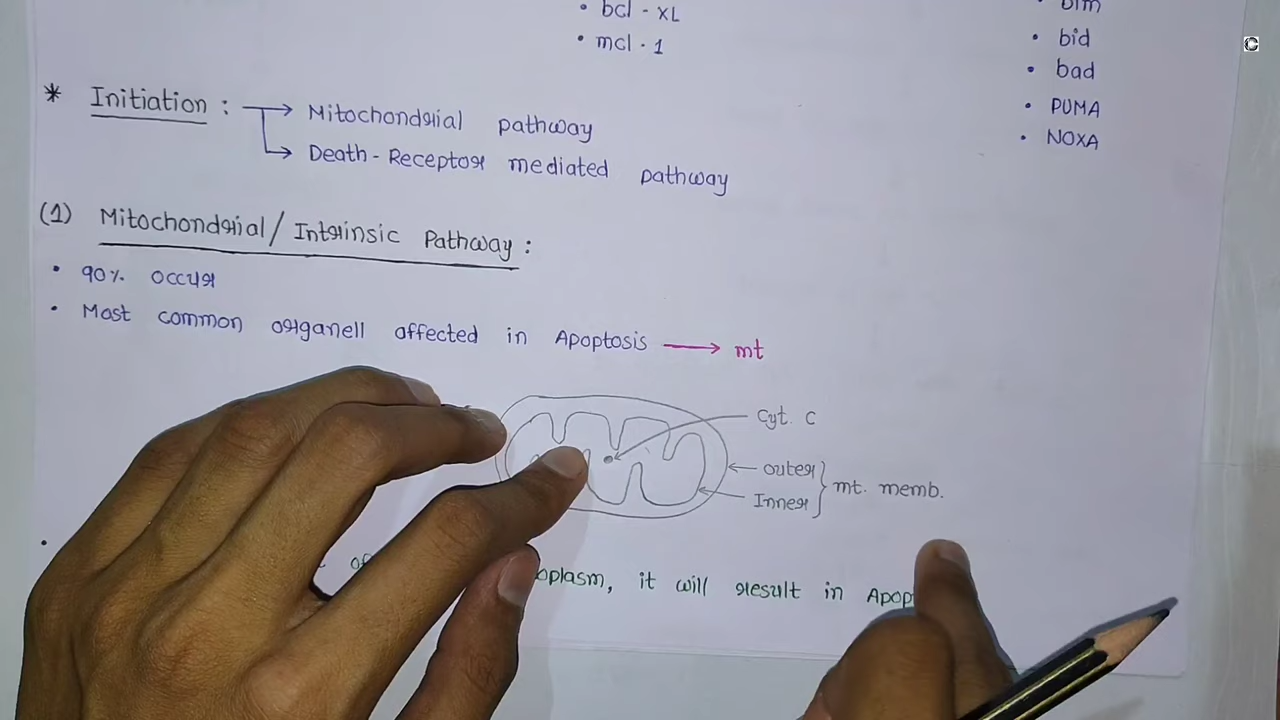 • bcl - XL
• mcl - 1
• bim
• bid
• bad
• PUMA
• NOXA
* Initiation : → Mitochondrial pathway
→ Death - Receptor mediated pathway
(1) Mitochondrial / Intrinsic Pathway :
• 90% occur
• Most common organell affected in Apoptosis → mt
Cyt. C
outer
Inner
} mt. memb.
•
oplasm, it will result in Apop